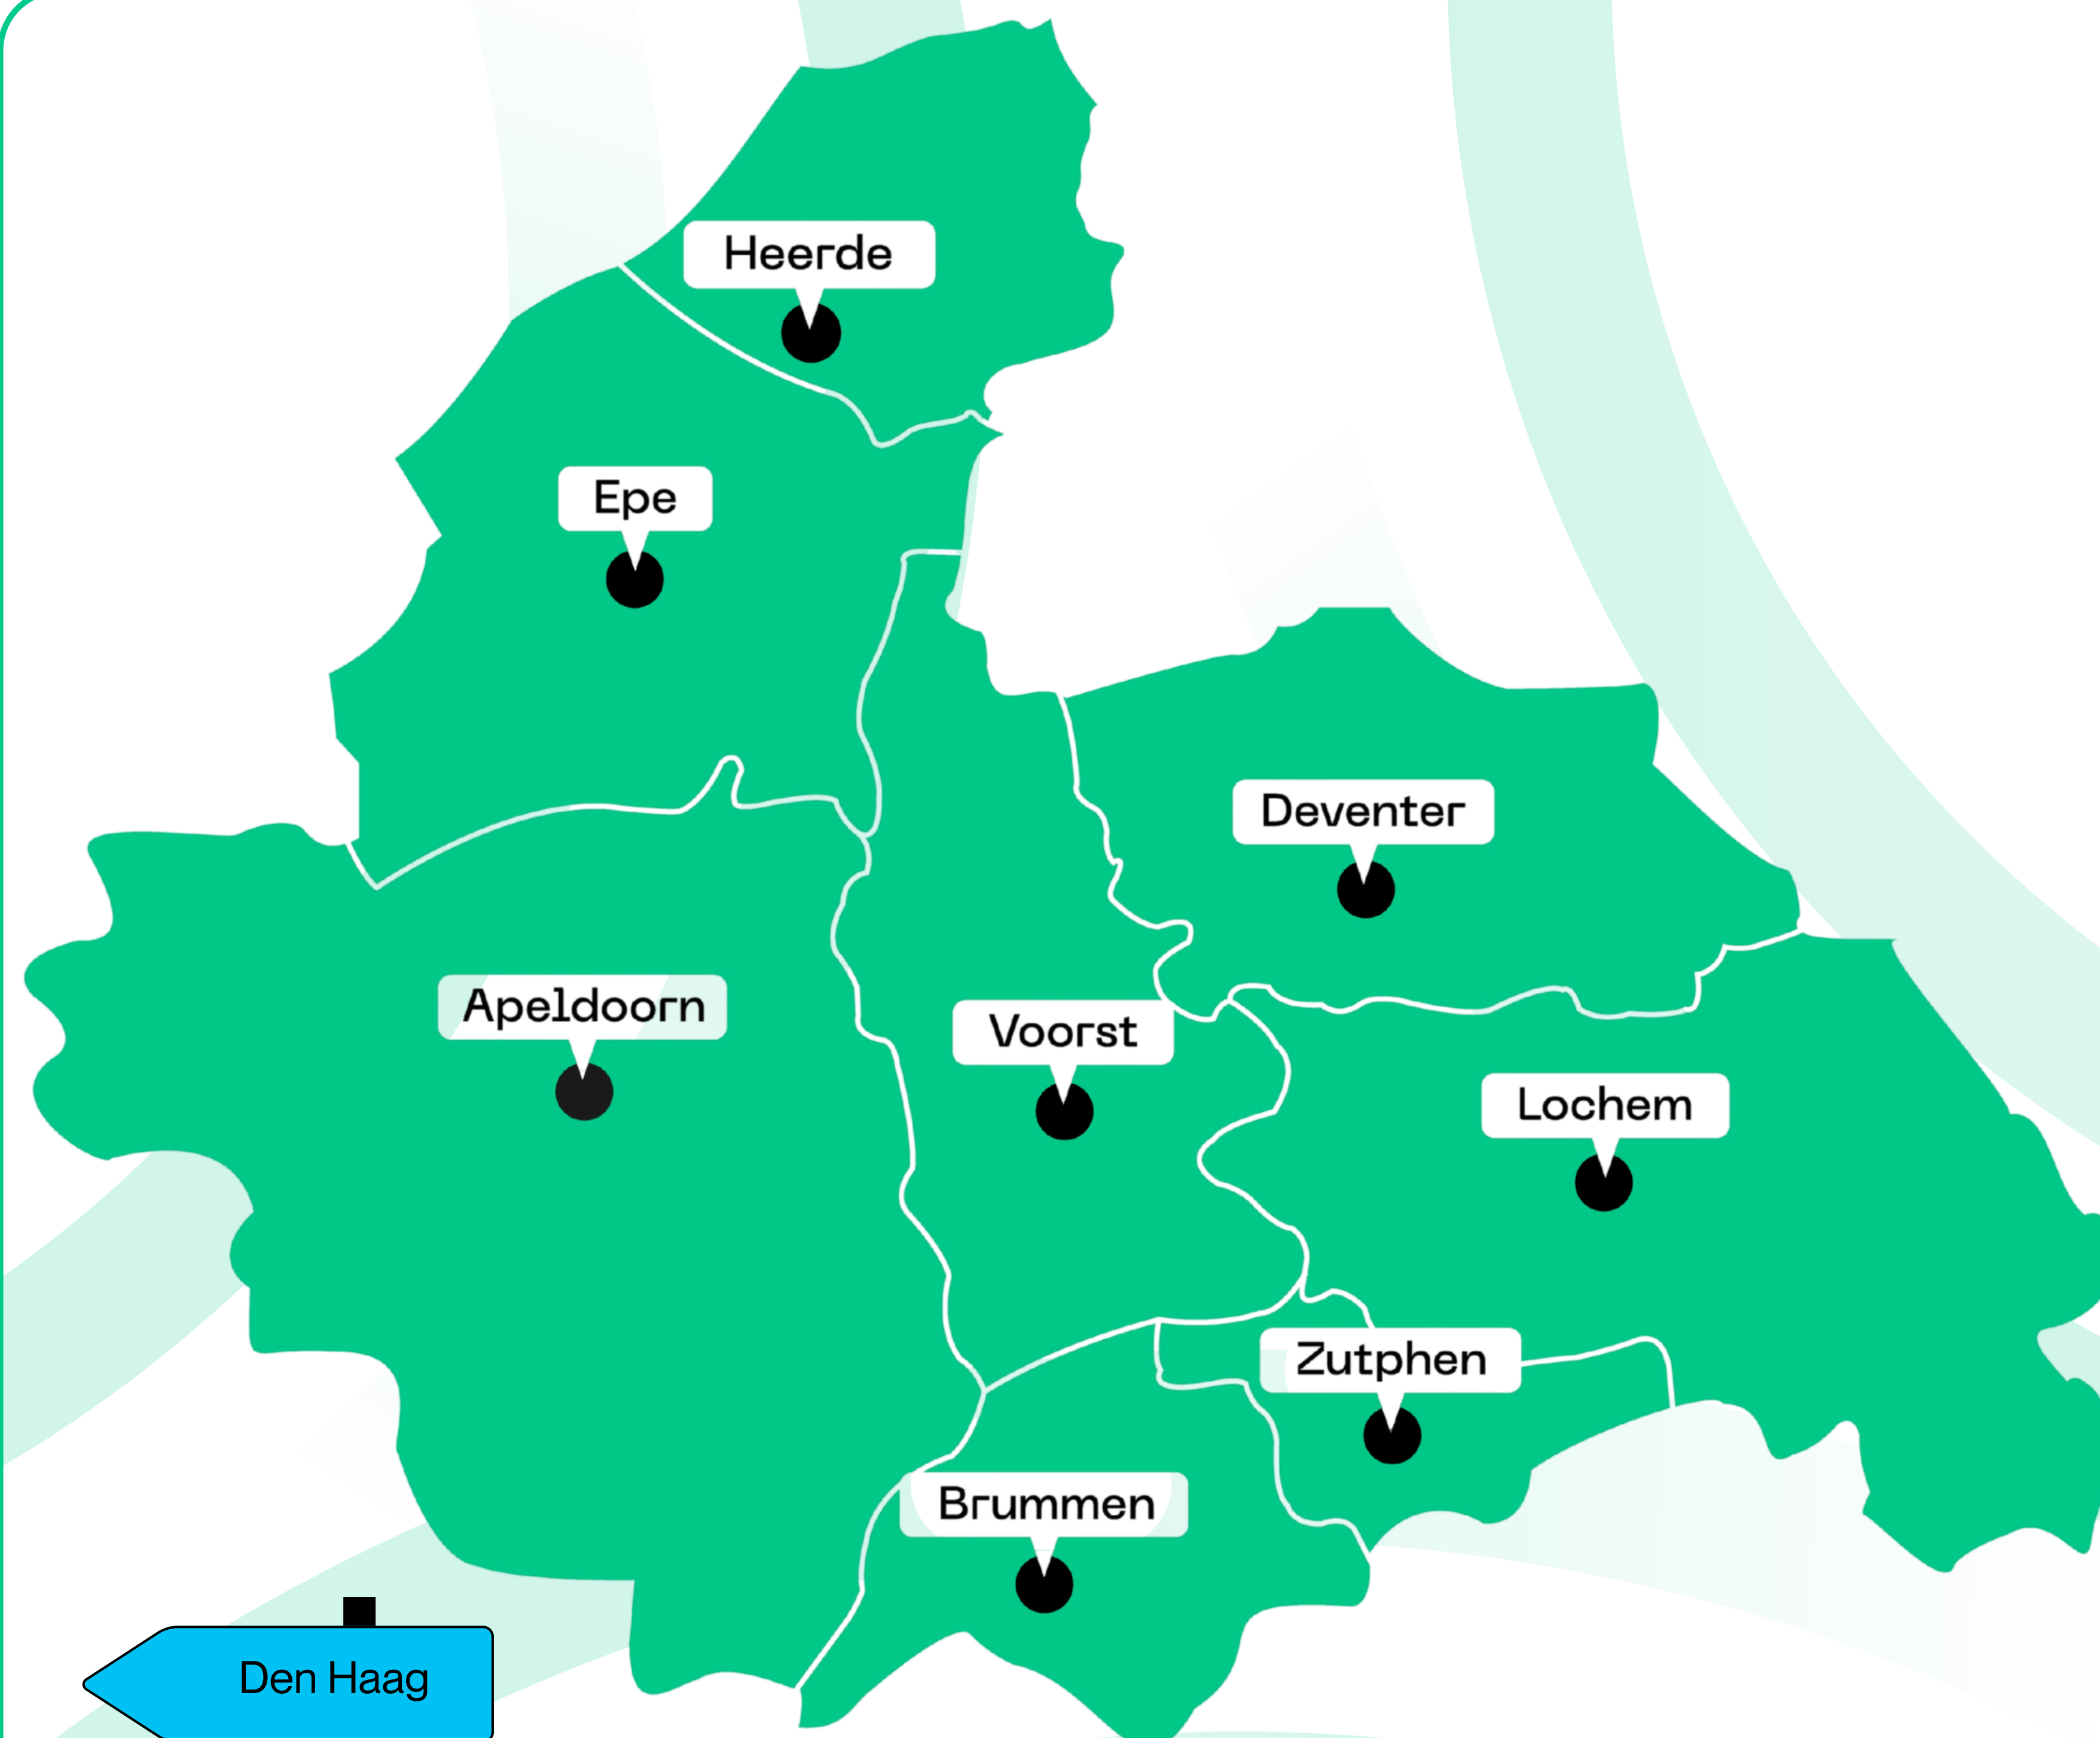 Heerde
Epe
Deventer
Apeldoorn
Voorst
Lochem
Zutphen
Brummen
Den Haag